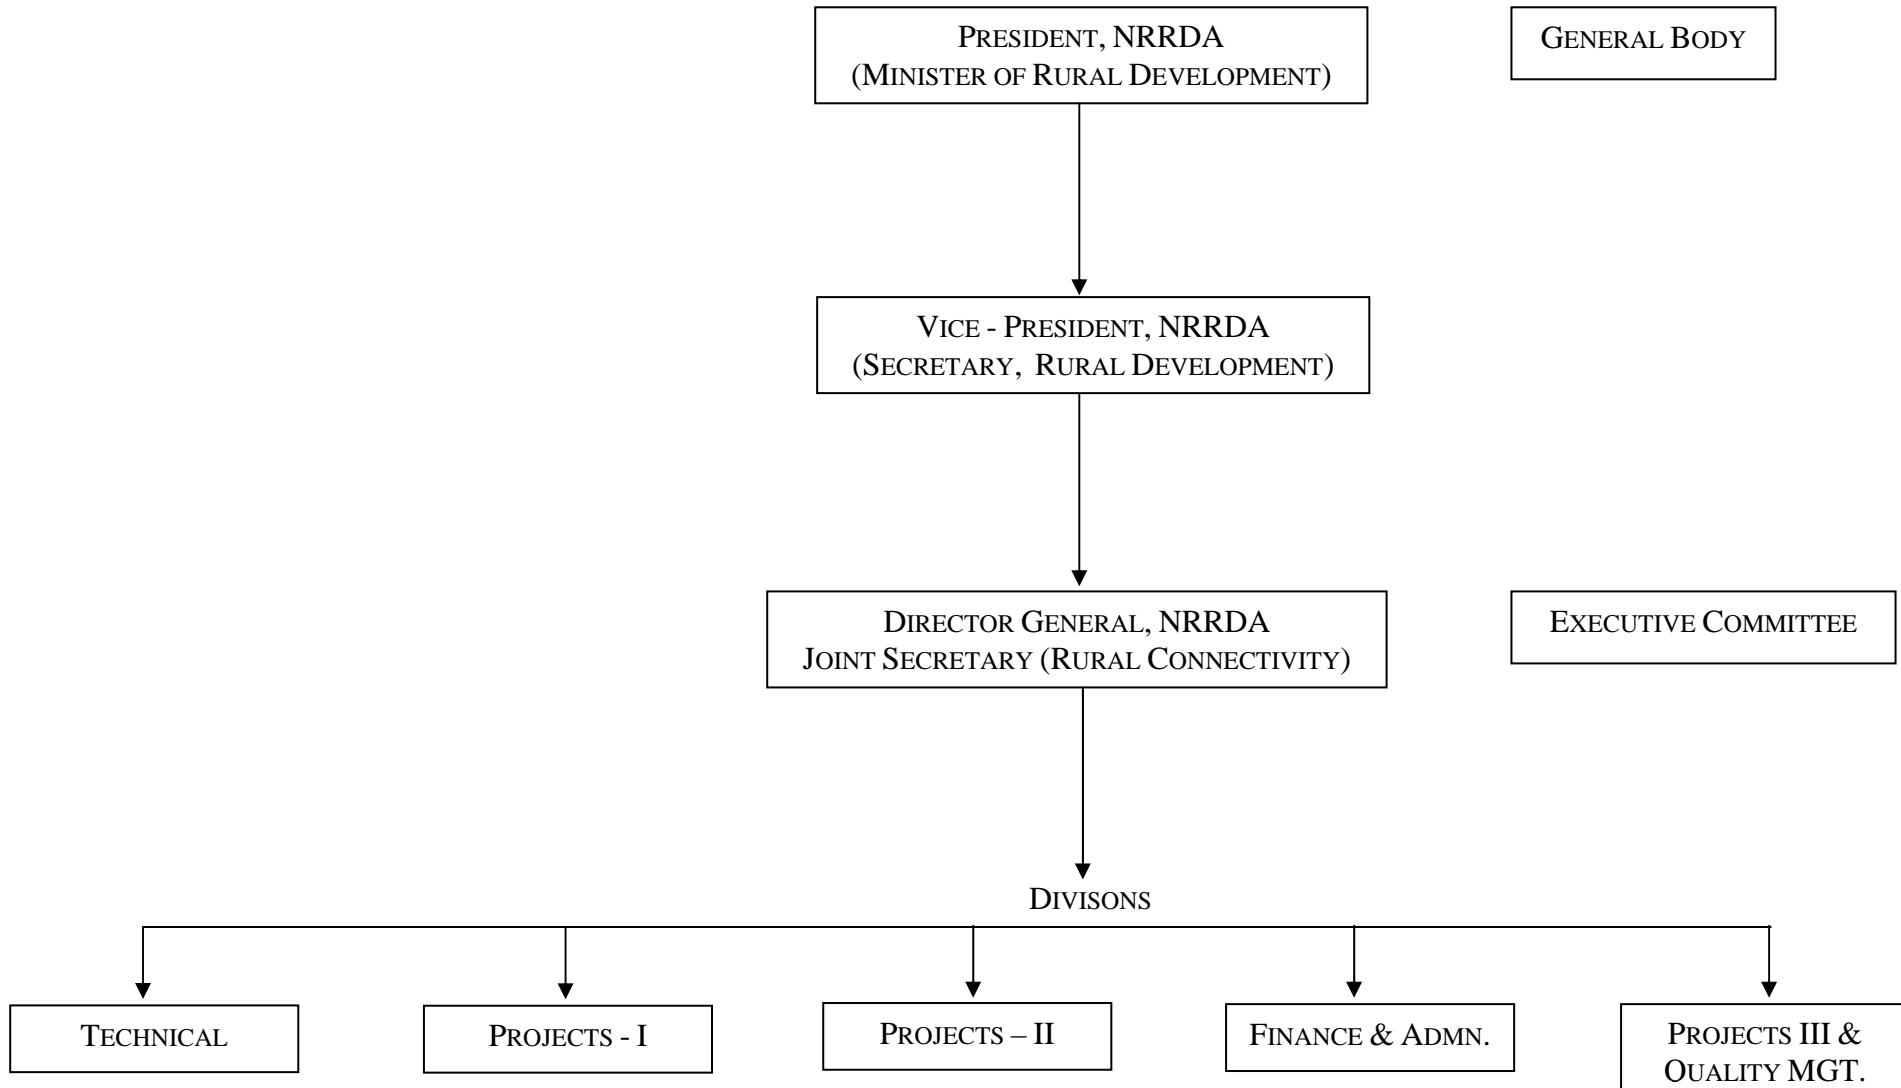 PRESIDENT, NRRDA
(MINISTER OF RURAL DEVELOPMENT)
GENERAL BODY
VICE - PRESIDENT, NRRDA
(SECRETARY, RURAL DEVELOPMENT)
DIRECTOR GENERAL, NRRDA
JOINT SECRETARY (RURAL CONNECTIVITY)
EXECUTIVE COMMITTEE
DIVISONS
TECHNICAL
PROJECTS - I
PROJECTS – II
FINANCE & ADMN.
PROJECTS III &
QUALITY MGT.